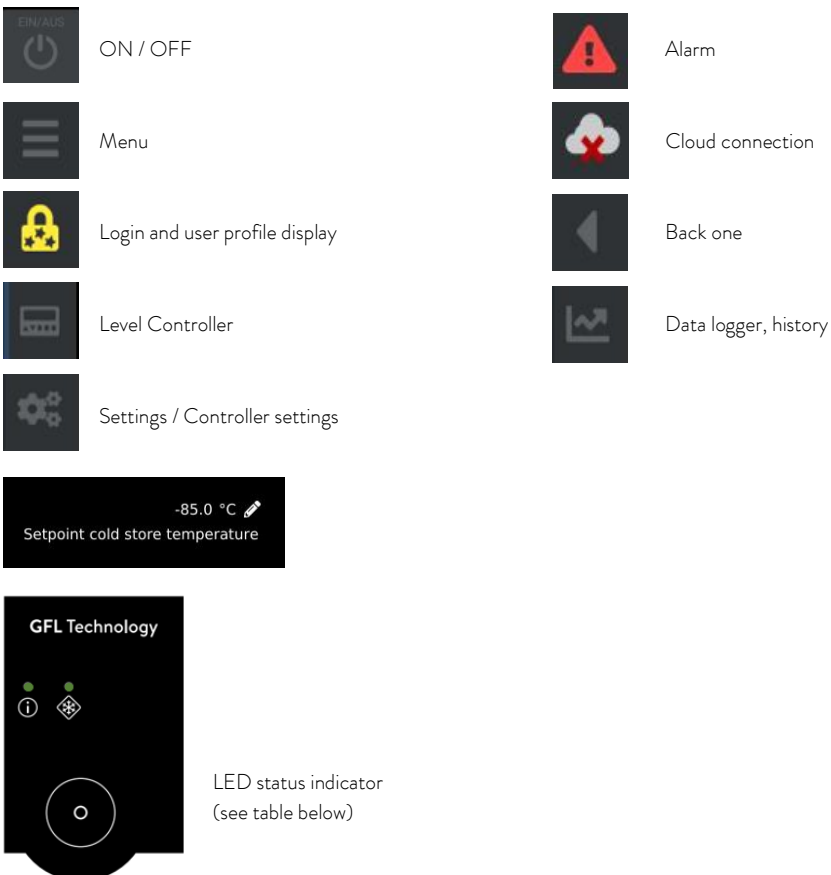 EIN/AUS
ON / OFF
Menu
Login and user profile display
Level Controller
Settings / Controller settings
Alarm
Cloud connection
Back one
Data logger, history
-85.0 °C
Setpoint cold store temperature
GFL Technology
LED status indicator
(see table below)